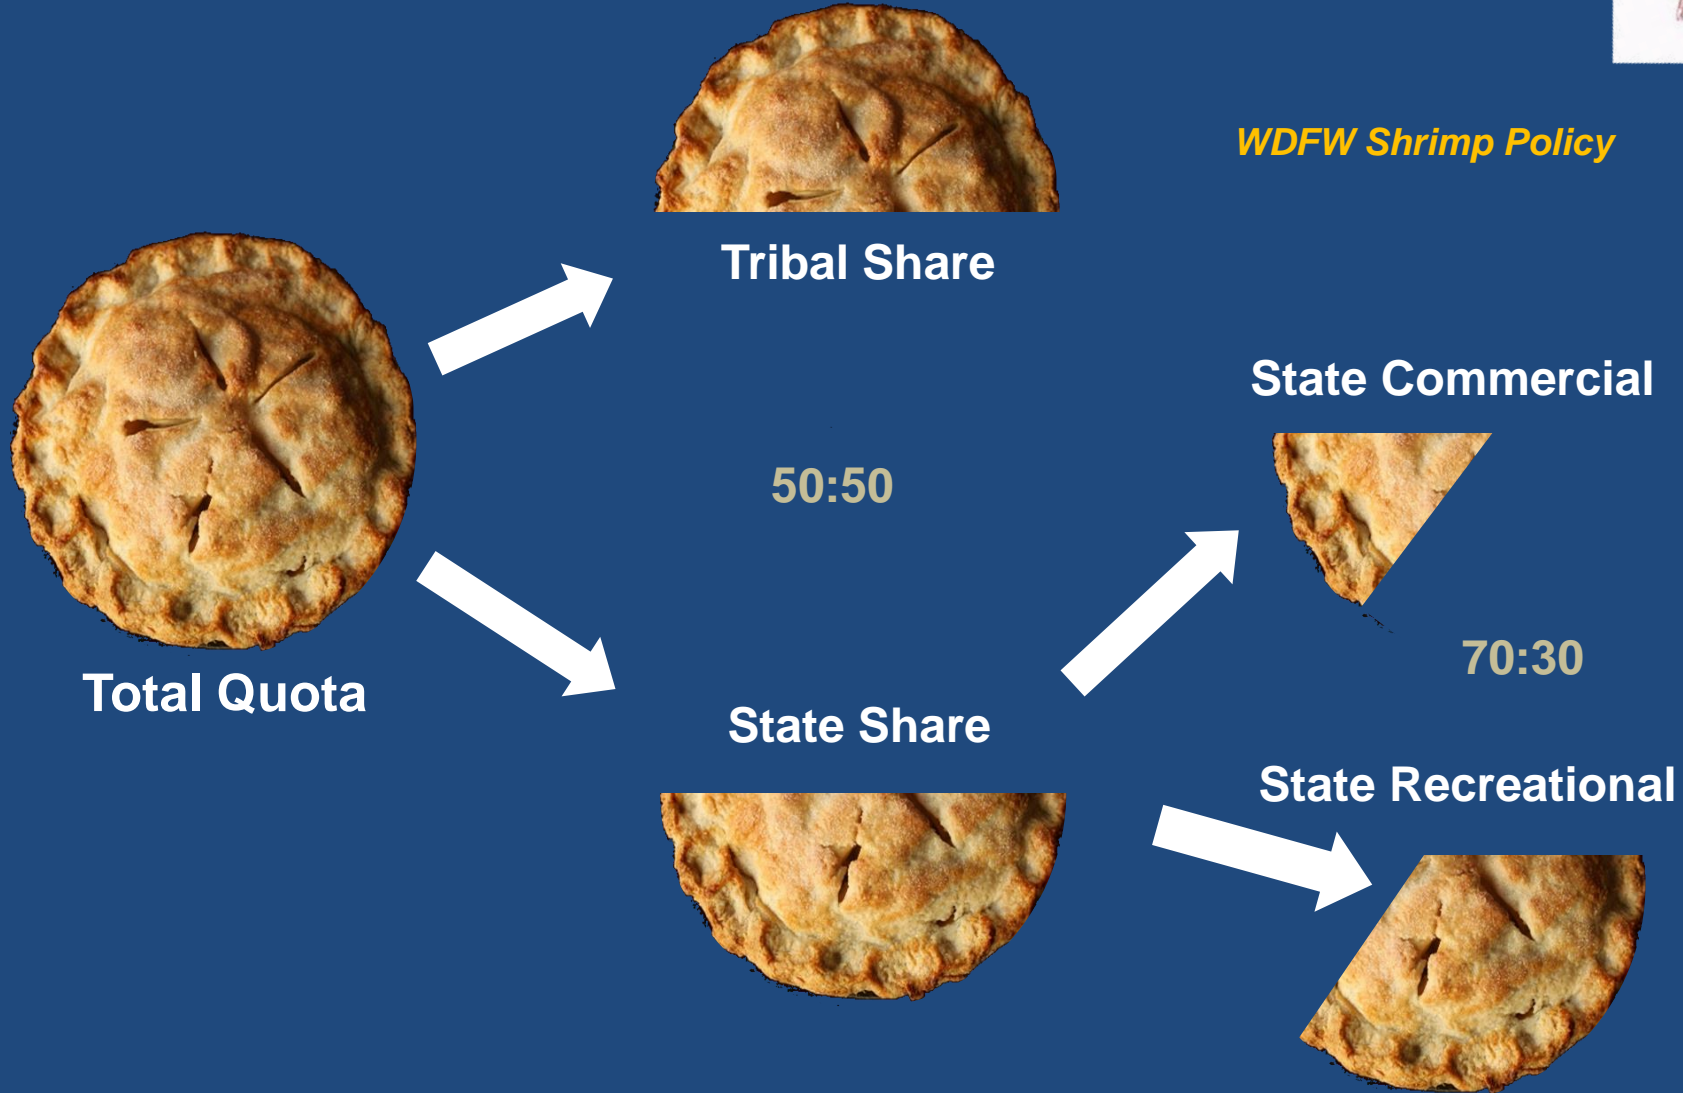 WDFW Shrimp Policy
Tribal Share
State Commercial
50:50
70:30
Total Quota
State Share
State Recreational